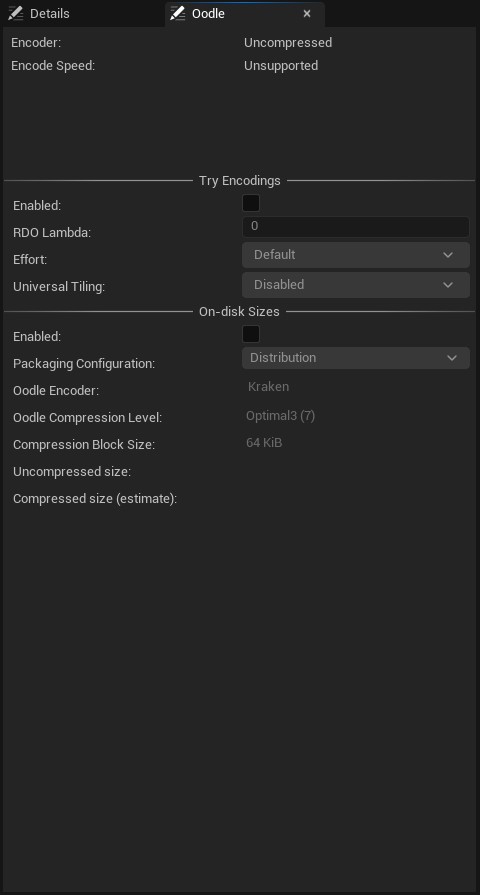 Details
Oodle
Encoder: Uncompressed
Encode Speed: Unsupported
Try Encodings
Enabled:
RDO Lambda: 0
Effort: Default
Universal Tiling: Disabled
On-disk Sizes
Enabled:
Packaging Configuration: Distribution
Oodle Encoder: Kraken
Oodle Compression Level: Optimal3 (7)
Compression Block Size: 64 KiB
Uncompressed size:
Compressed size (estimate):